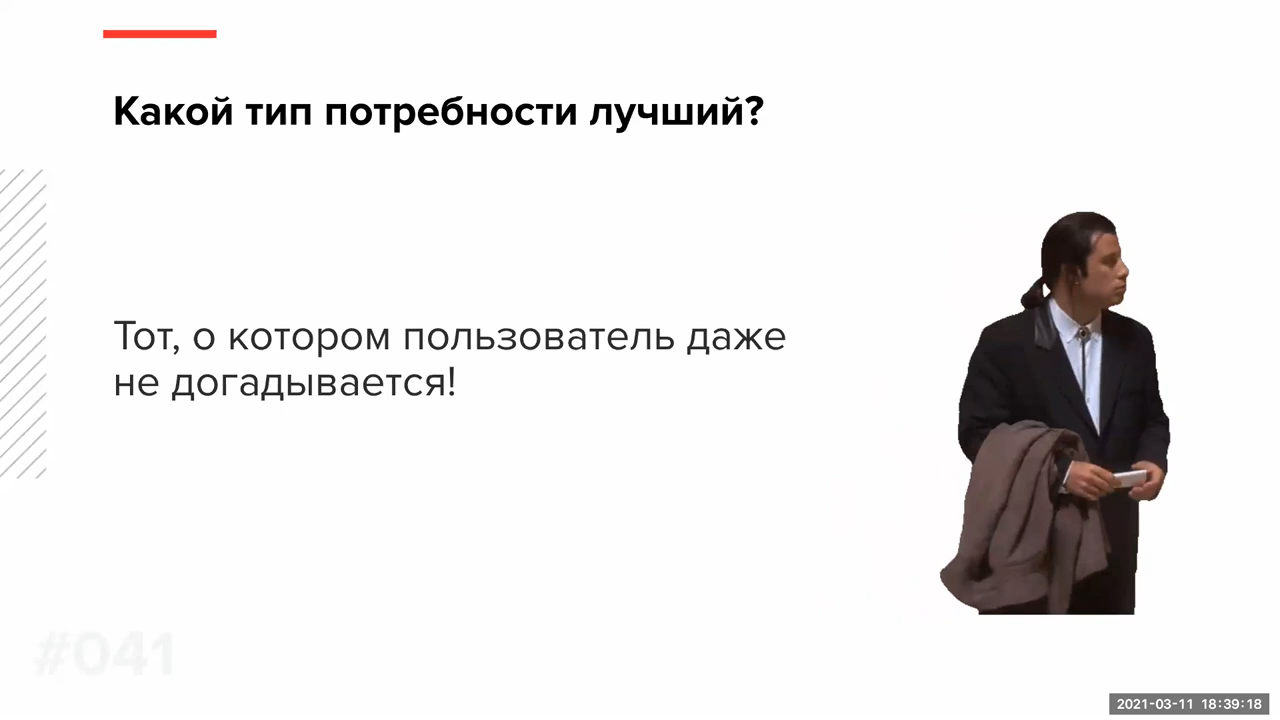 Какой тип потребности лучший?
Тот, о котором пользователь даже
не догадывается!
#041
2021-03-11 18:39:18